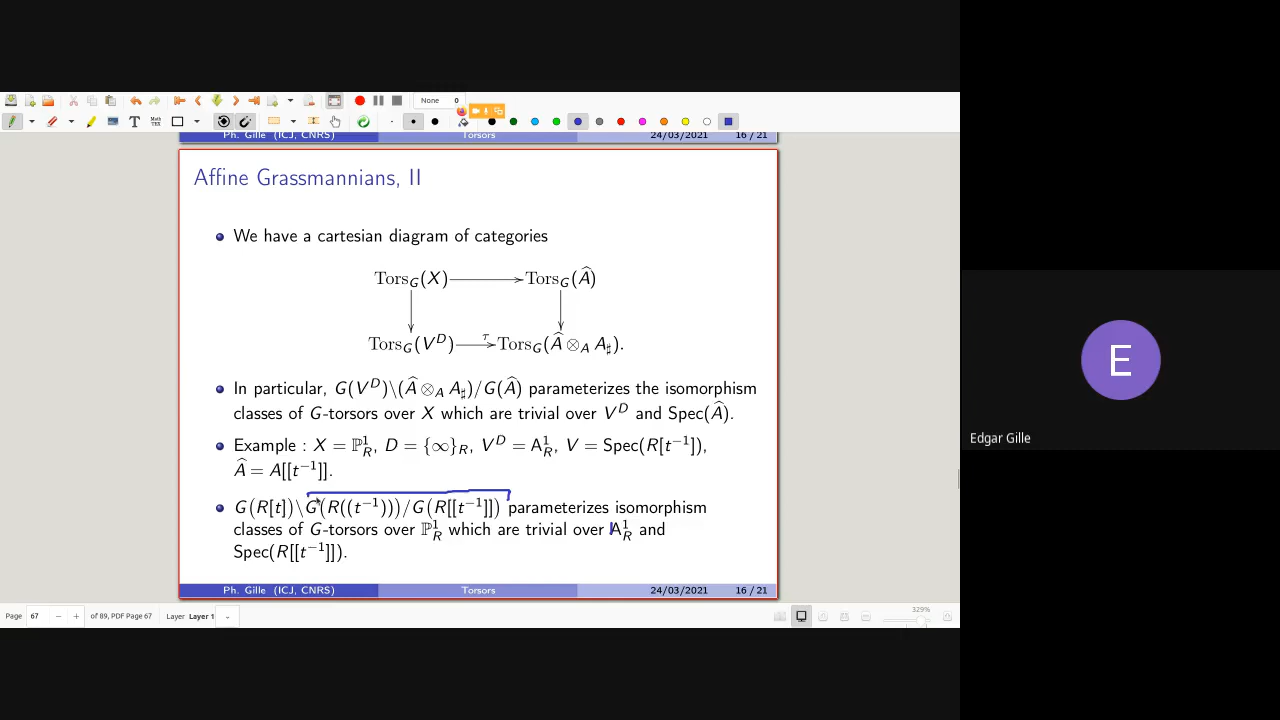 None 0
Ph. Gille (ICJ, CNRS) Torsors 24/03/2021 16 / 21
Affine Grassmannians, II
We have a cartesian diagram of categories
Tors_G(X) → Tors_G(Â)
Tors_G(V^D) →^τ Tors_G(Â ⊗_A A_♯).
In particular, G(V^D)\(Â ⊗_A A_♯)/G(Â) parameterizes the isomorphism
classes of G-torsors over X which are trivial over V^D and Spec(Â).
Example : X = ℙ^1_R, D = {∞}_R, V^D = A^1_R, V = Spec(R[t^{−1}]),
Â = A[[t^{−1}]].
G(R[t])\G(R((t^{−1})))/G(R[[t^{−1}]]) parameterizes isomorphism
classes of G-torsors over ℙ^1_R which are trivial over A^1_R and
Spec(R[[t^{−1}]]).
Ph. Gille (ICJ, CNRS) Torsors 24/03/2021 16 / 21
Page 67 of 89, PDF Page 67 Layer Layer 1 329%
E
Edgar Gille